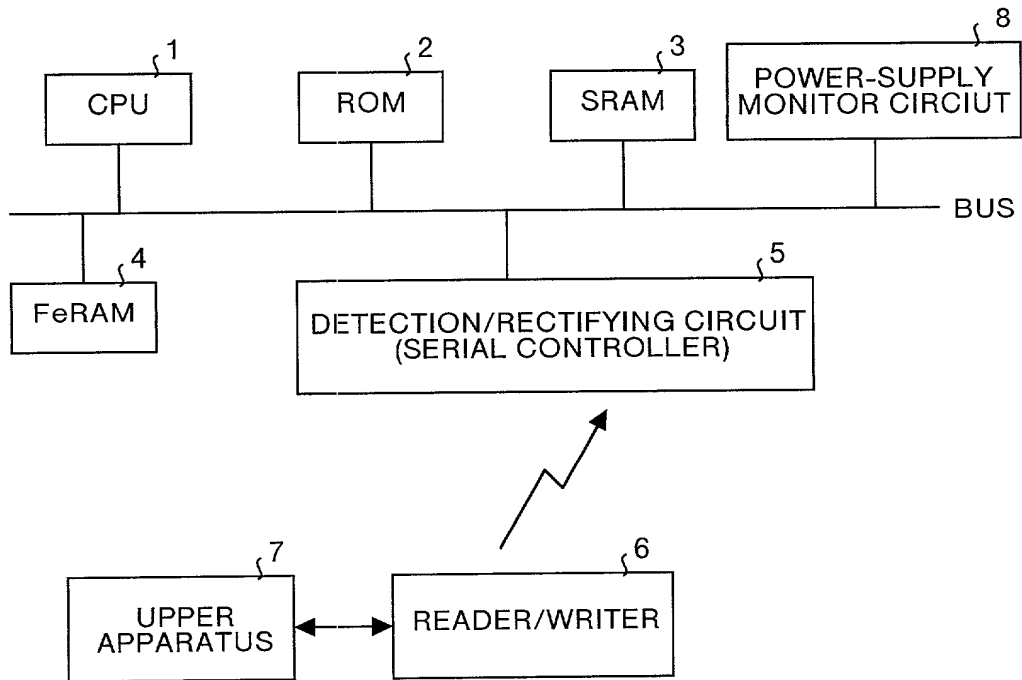 1
CPU
2
ROM
3
SRAM
8
POWER-SUPPLY
MONITOR CIRCIUT
BUS
4
FeRAM
5
DETECTION/RECTIFYING CIRCUIT
(SERIAL CONTROLLER)
7
UPPER
APPARATUS
6
READER/WRITER